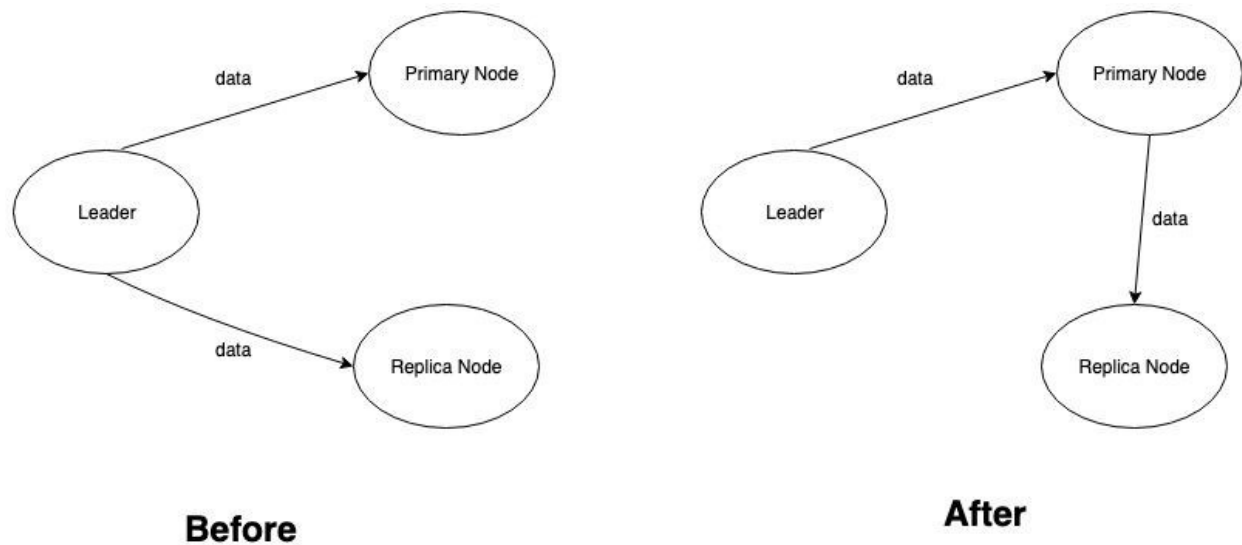 data
Primary Node
Leader
data
Replica Node
Before
data
Primary Node
Leader
data
Replica Node
After